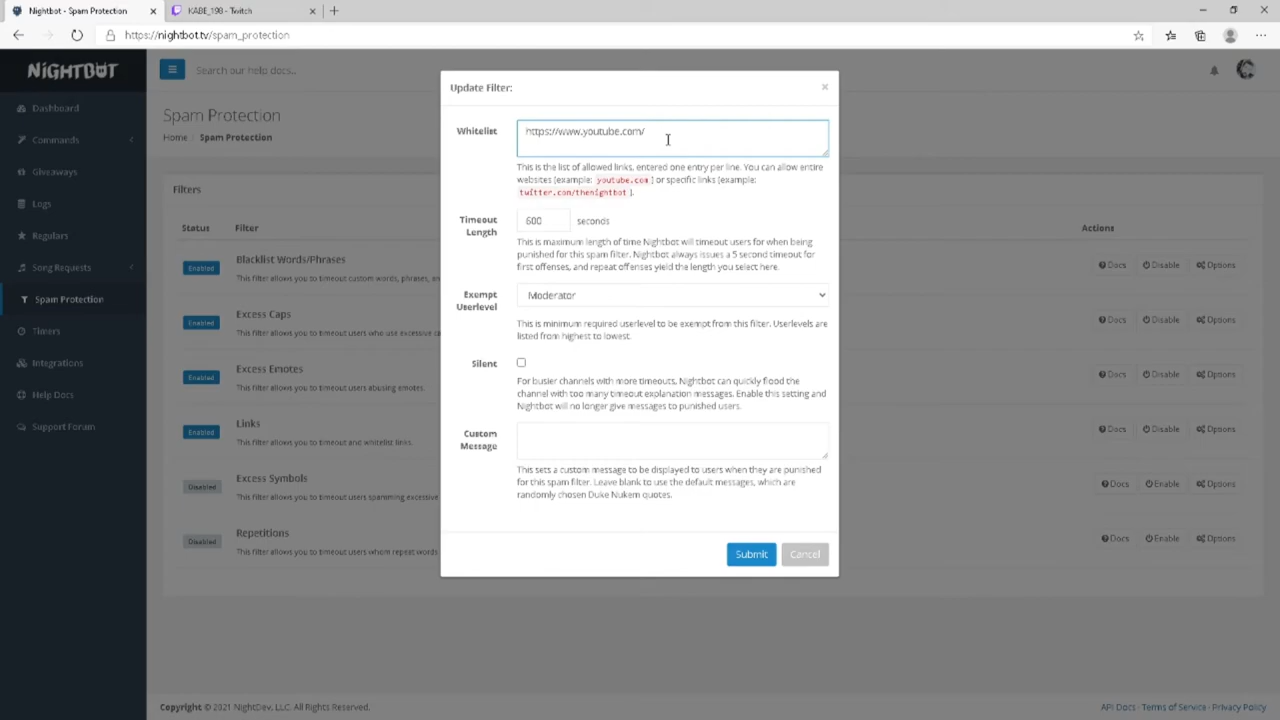 Nightbot - Spam Protection
KABE_198 - Twitch
https://nightbot.tv/spam_protection
NIGHTBOT
Search our help docs...
Dashboard
Commands
Giveaways
Logs
Regulars
Song Requests
Spam Protection
Timers
Integrations
Help Docs
Support Forum
Spam Protection
Home / Spam Protection
Filters
Status Filter Actions
Enabled Blacklist Words/Phrases
This filter allows you to timeout custom words, phrases, an
Docs Disable Options
Enabled Excess Caps
This filter allows you to timeout users who use excessive ca
Docs Disable Options
Enabled Excess Emotes
This filter allows you to timeout users abusing emotes.
Docs Disable Options
Enabled Links
This filter allows you to timeout and whitelist links.
Docs Disable Options
Disabled Excess Symbols
This filter allows you to timeout users spamming excessive
Docs Enable Options
Disabled Repetitions
This filter allows you to timeout users whom repeat words
Docs Enable Options
Update Filter:
×
Whitelist
https://www.youtube.com/
This is the list of allowed links, entered one entry per line. You can allow entire
websites [example: youtube.com ] or specific links [example:
twitter.com/thenightbot ].
Timeout
Length
600 seconds
This is maximum length of time Nightbot will timeout users for when being
punished for this spam filter. Nightbot always issues a 5 second timeout for
first offenses, and repeat offenses yield the length you select here.
Exempt
Userlevel
Moderator
This is minimum required userlevel to be exempt from this filter. Userlevels are
listed from highest to lowest.
Silent
For busier channels with more timeouts, Nightbot can quickly flood the
channel with too many timeout explanation messages. Enable this setting and
Nightbot will no longer give messages to punished users.
Custom
Message
This sets a custom message to be displayed to users when they are punished
for this spam filter. Leave blank to use the default messages, which are
randomly chosen Duke Nukem quotes.
Submit Cancel
Copyright © 2021 NightDev, LLC. All Rights Reserved.
API Docs · Terms of Service · Privacy Policy